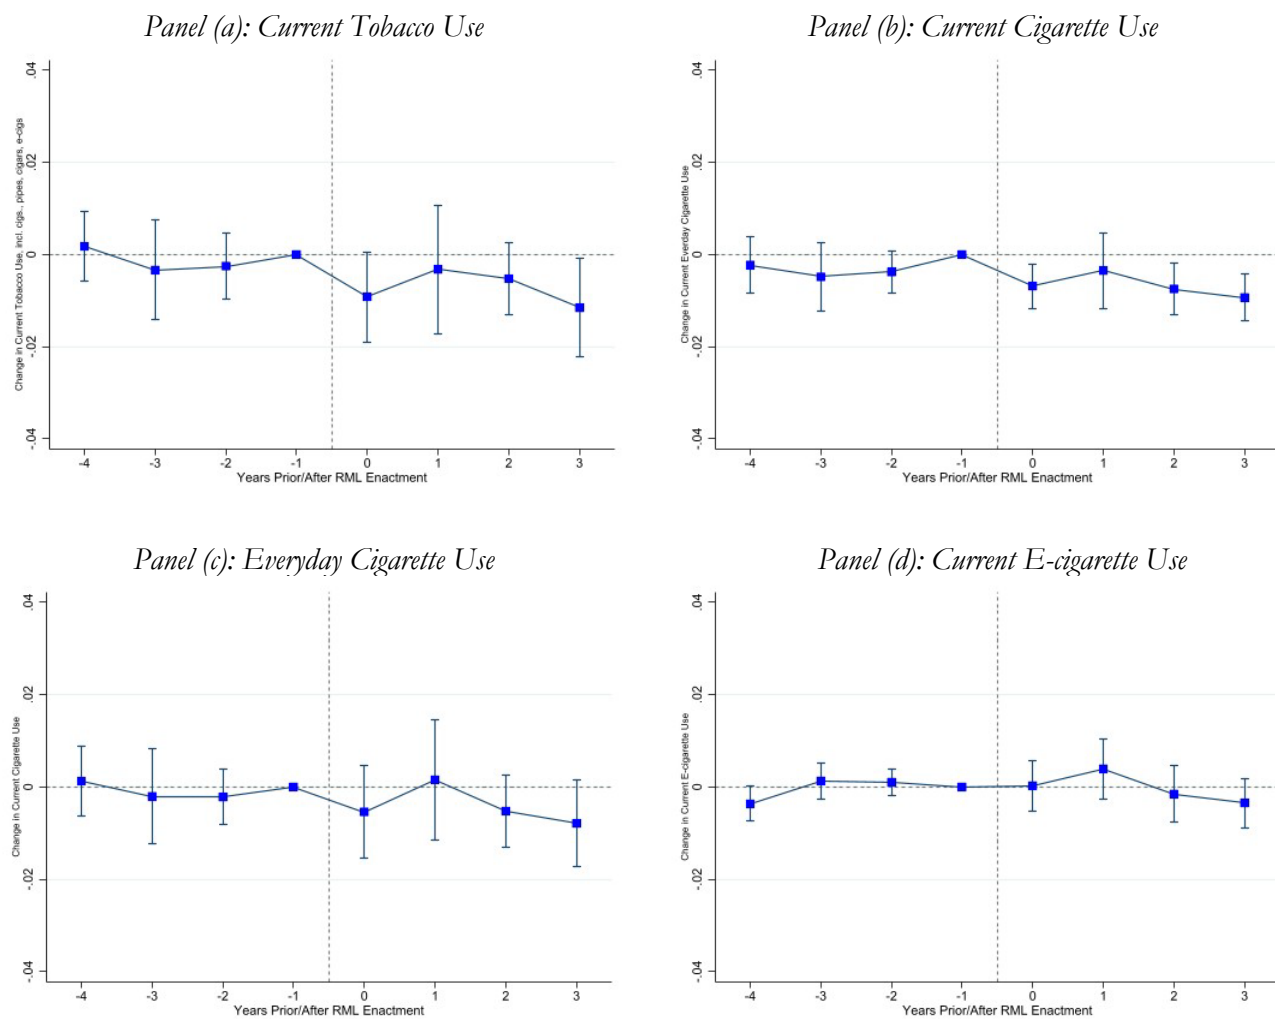 Panel (a): Current Tobacco Use
Change in Current Tobacco Use, incl. cigs., pipes, cigars, e-cigs
.04
.02
0
-.02
-.04
-4 -3 -2 -1 0 1 2 3
Years Prior/After RML Enactment
Panel (b): Current Cigarette Use
Change in Current Everday Cigarette Use
.04
.02
0
-.02
-.04
-4 -3 -2 -1 0 1 2 3
Years Prior/After RML Enactment
Panel (c): Everyday Cigarette Use
Change in Current Cigarette Use
.04
.02
0
-.02
-.04
-4 -3 -2 -1 0 1 2 3
Years Prior/After RML Enactment
Panel (d): Current E-cigarette Use
Change in Current E-cigarette Use
.04
.02
0
-.02
-.04
-4 -3 -2 -1 0 1 2 3
Years Prior/After RML Enactment